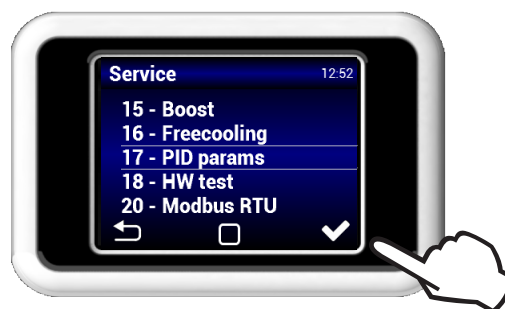 Service 12:52
15 - Boost
16 - Freecooling
17 - PID params
18 - HW test
20 - Modbus RTU